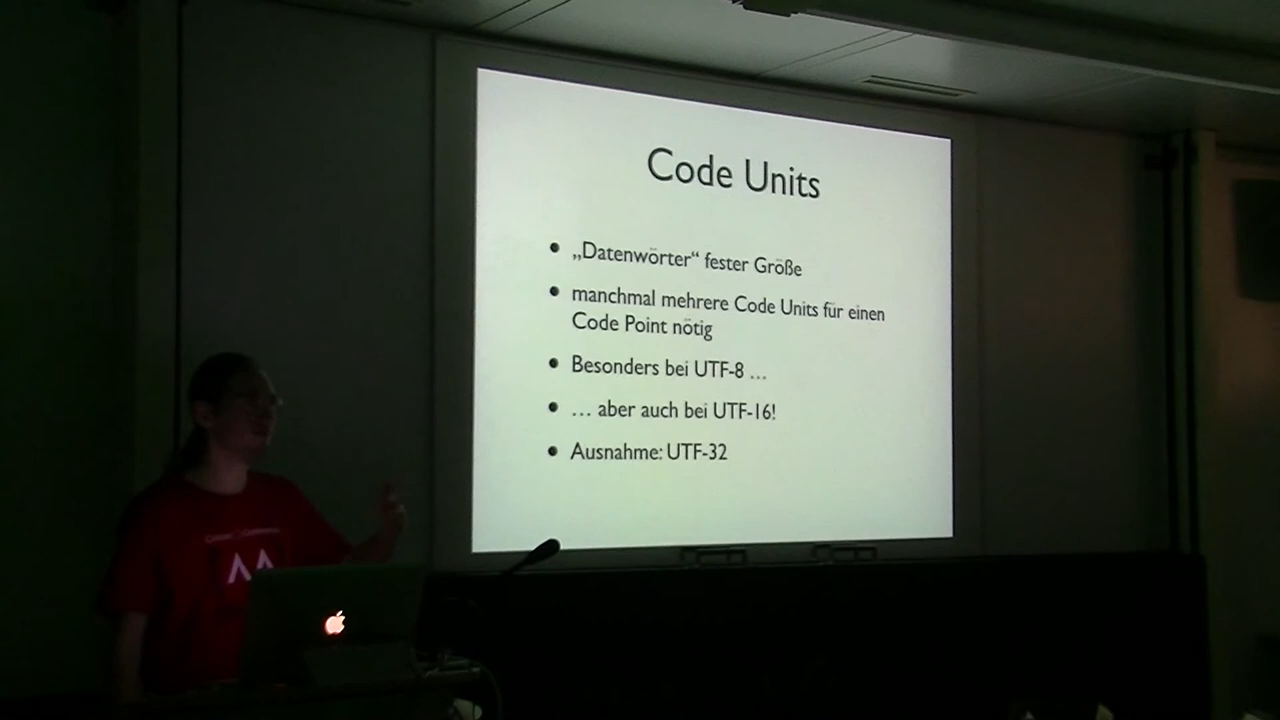 Code Units
• „Datenwörter“ fester Größe
• manchmal mehrere Code Units für einen
Code Point nötig
• Besonders bei UTF-8 …
• … aber auch bei UTF-16!
• Ausnahme: UTF-32